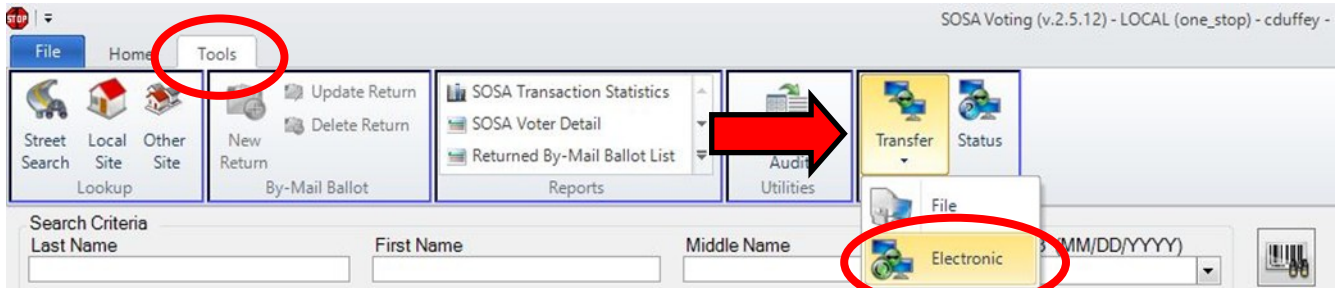 STOP
SOSA Voting (v.2.5.12) - LOCAL (one_stop) - cduffey -
File Home Tools
Street Search
Local Site
Other Site
Lookup
New Return
Update Return
Delete Return
By-Mail Ballot
SOSA Transaction Statistics
SOSA Voter Detail
Returned By-Mail Ballot List
Reports
Audit
Utilities
Transfer
Status
File
Electronic
Search Criteria
Last Name First Name Middle Name (MM/DD/YYYY)